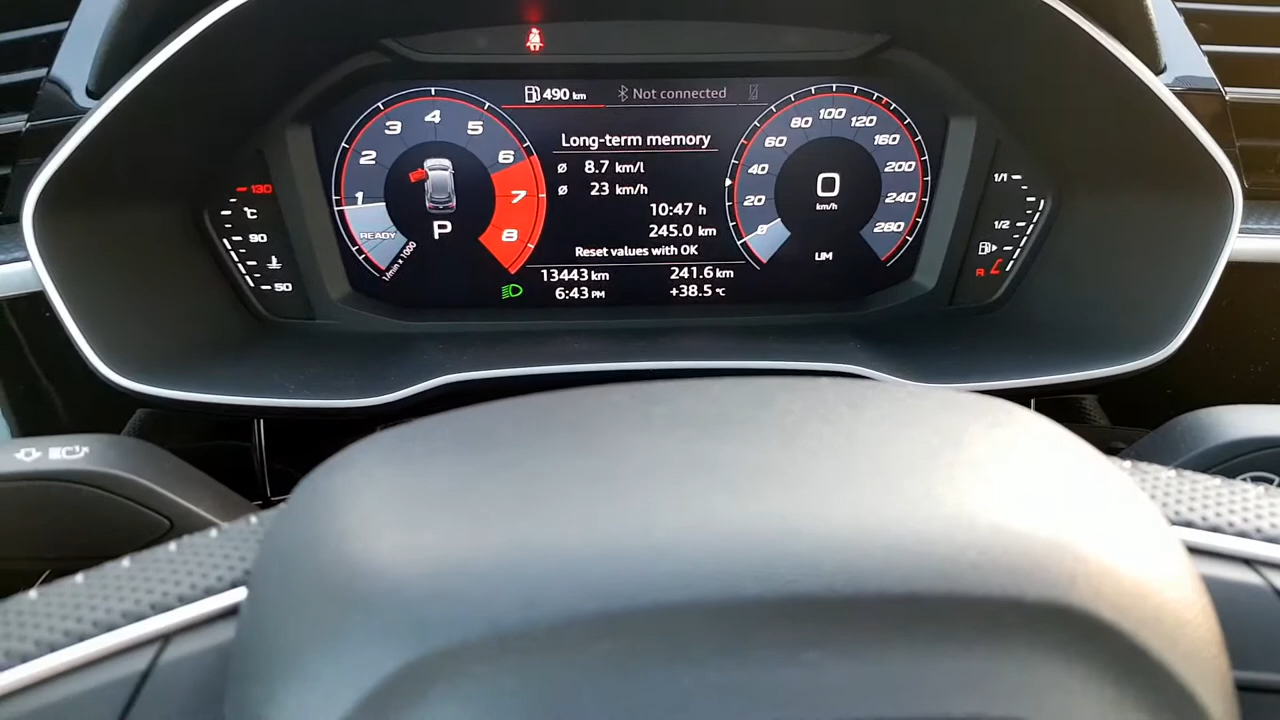 490 km
Not connected
Long-term memory
ø 8.7 km/l
ø 23 km/h
10:47 h
245.0 km
Reset values with OK
13443 km 241.6 km
6:43 PM +38.5 °C
1 2 3 4 5 6 7 8
READY
1/min x 1000
P
0 20 40 60 80 100 120 160 200 240 280
0
km/h
LIM
130
°C
90
50
1/1
1/2
R